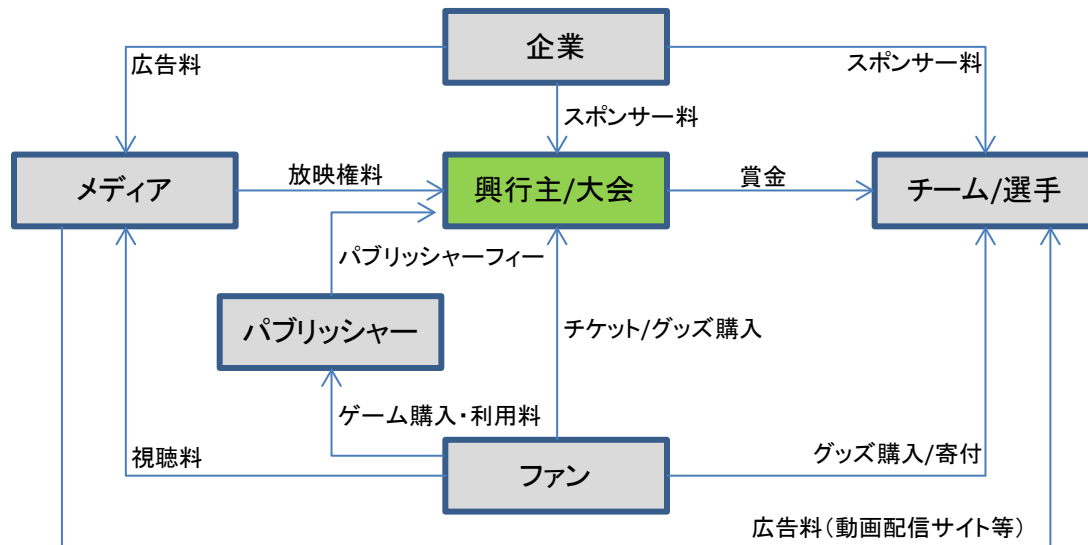 企業
広告料
スポンサー料
スポンサー料
メディア
放映権料
興行主/大会
賞金
チーム/選手
パブリッシャーフィー
パブリッシャー
チケット/グッズ購入
ゲーム購入・利用料
視聴料
ファン
グッズ購入/寄付
広告料（動画配信サイト等）